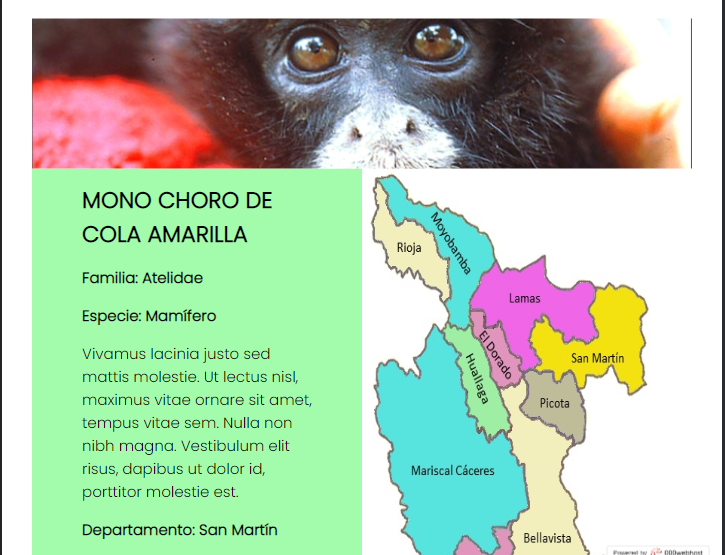 MONO CHORO DE
COLA AMARILLA
Familia: Atelidae
Especie: Mamífero
Vivamus lacinia justo sed
mattis molestie. Ut lectus nisl,
maximus vitae ornare sit amet,
tempus vitae sem. Nulla non
nibh magna. Vestibulum elit
risus, dapibus ut dolor id,
porttitor molestie est.
Departamento: San Martín
Moyobamba
Rioja
Lamas
El Dorado
San Martín
Huallaga
Picota
Mariscal Cáceres
Bellavista
Powered by 000webhost